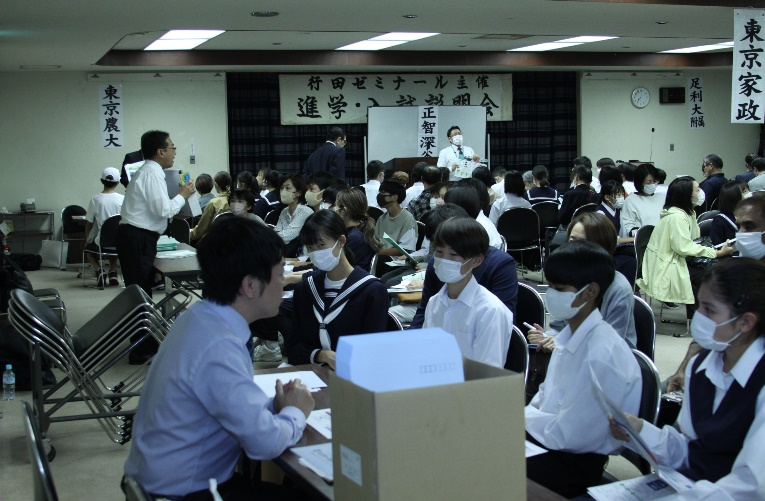 東京家政
足利大附
行田ゼミナール主催
進学・入試説明会
東京農大
正智深谷